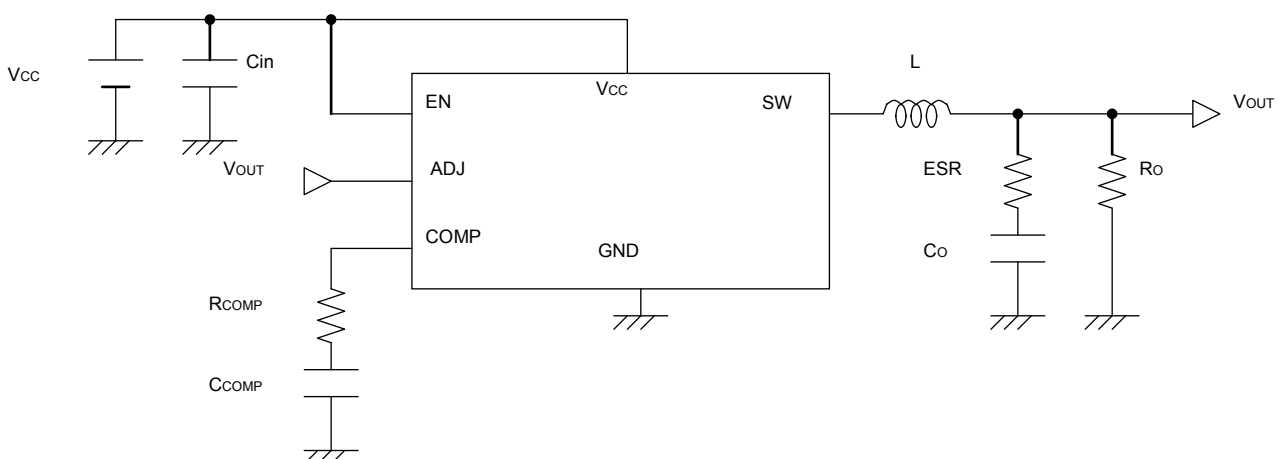 Cin
L
VCC
EN
VCC
SW
VOUT
VOUT
ADJ
ESR
RO
COMP
GND
CO
RCOMP
CCOMP